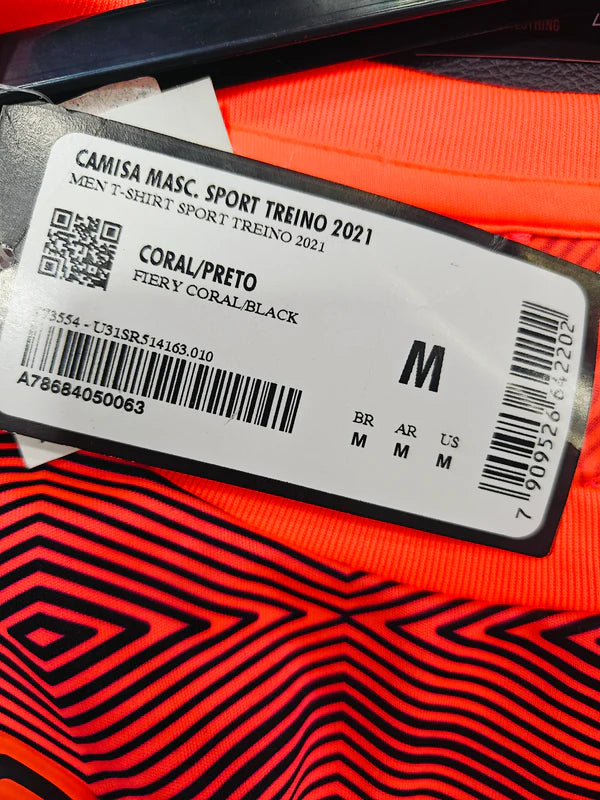 CLOTHING
CAMISA MASC. SPORT TREINO 2021
MEN T-SHIRT SPORT TREINO 2021
CORAL/PRETO
FIERY CORAL/BLACK
U31SR514163.010
A78684050063
M
BR AR US
M M M
7 909526 642202